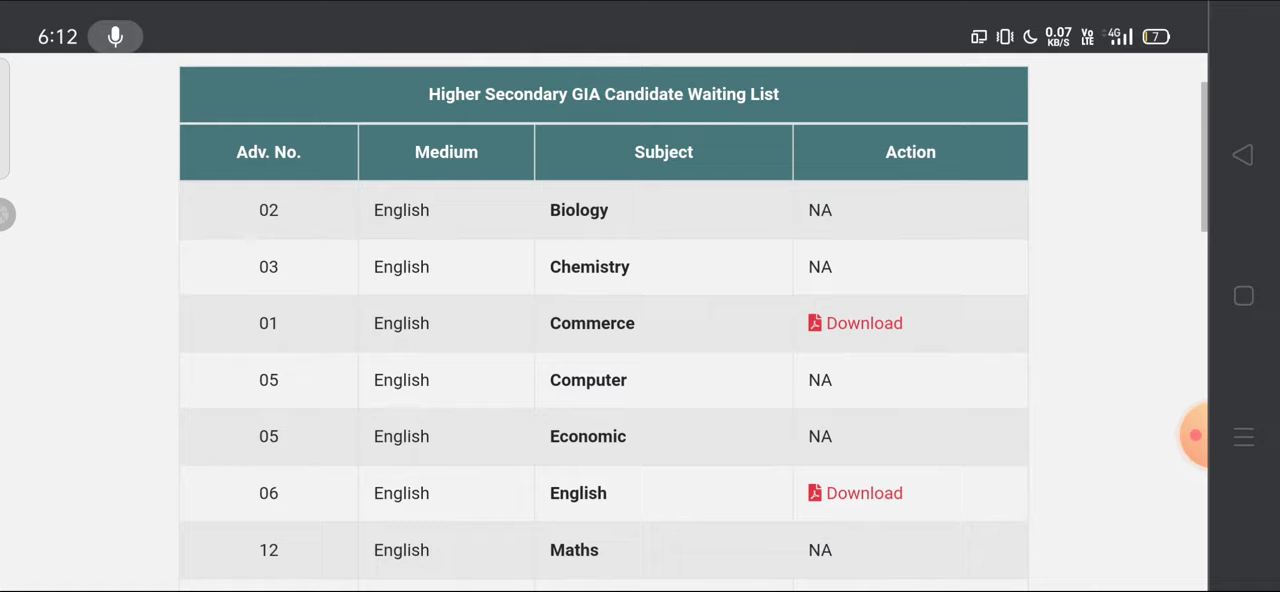 6:12
0.07 KB/S Vo LTE 4G 7
Higher Secondary GIA Candidate Waiting List
Adv. No. Medium Subject Action
02 English Biology NA
03 English Chemistry NA
01 English Commerce Download
05 English Computer NA
05 English Economic NA
06 English English Download
12 English Maths NA